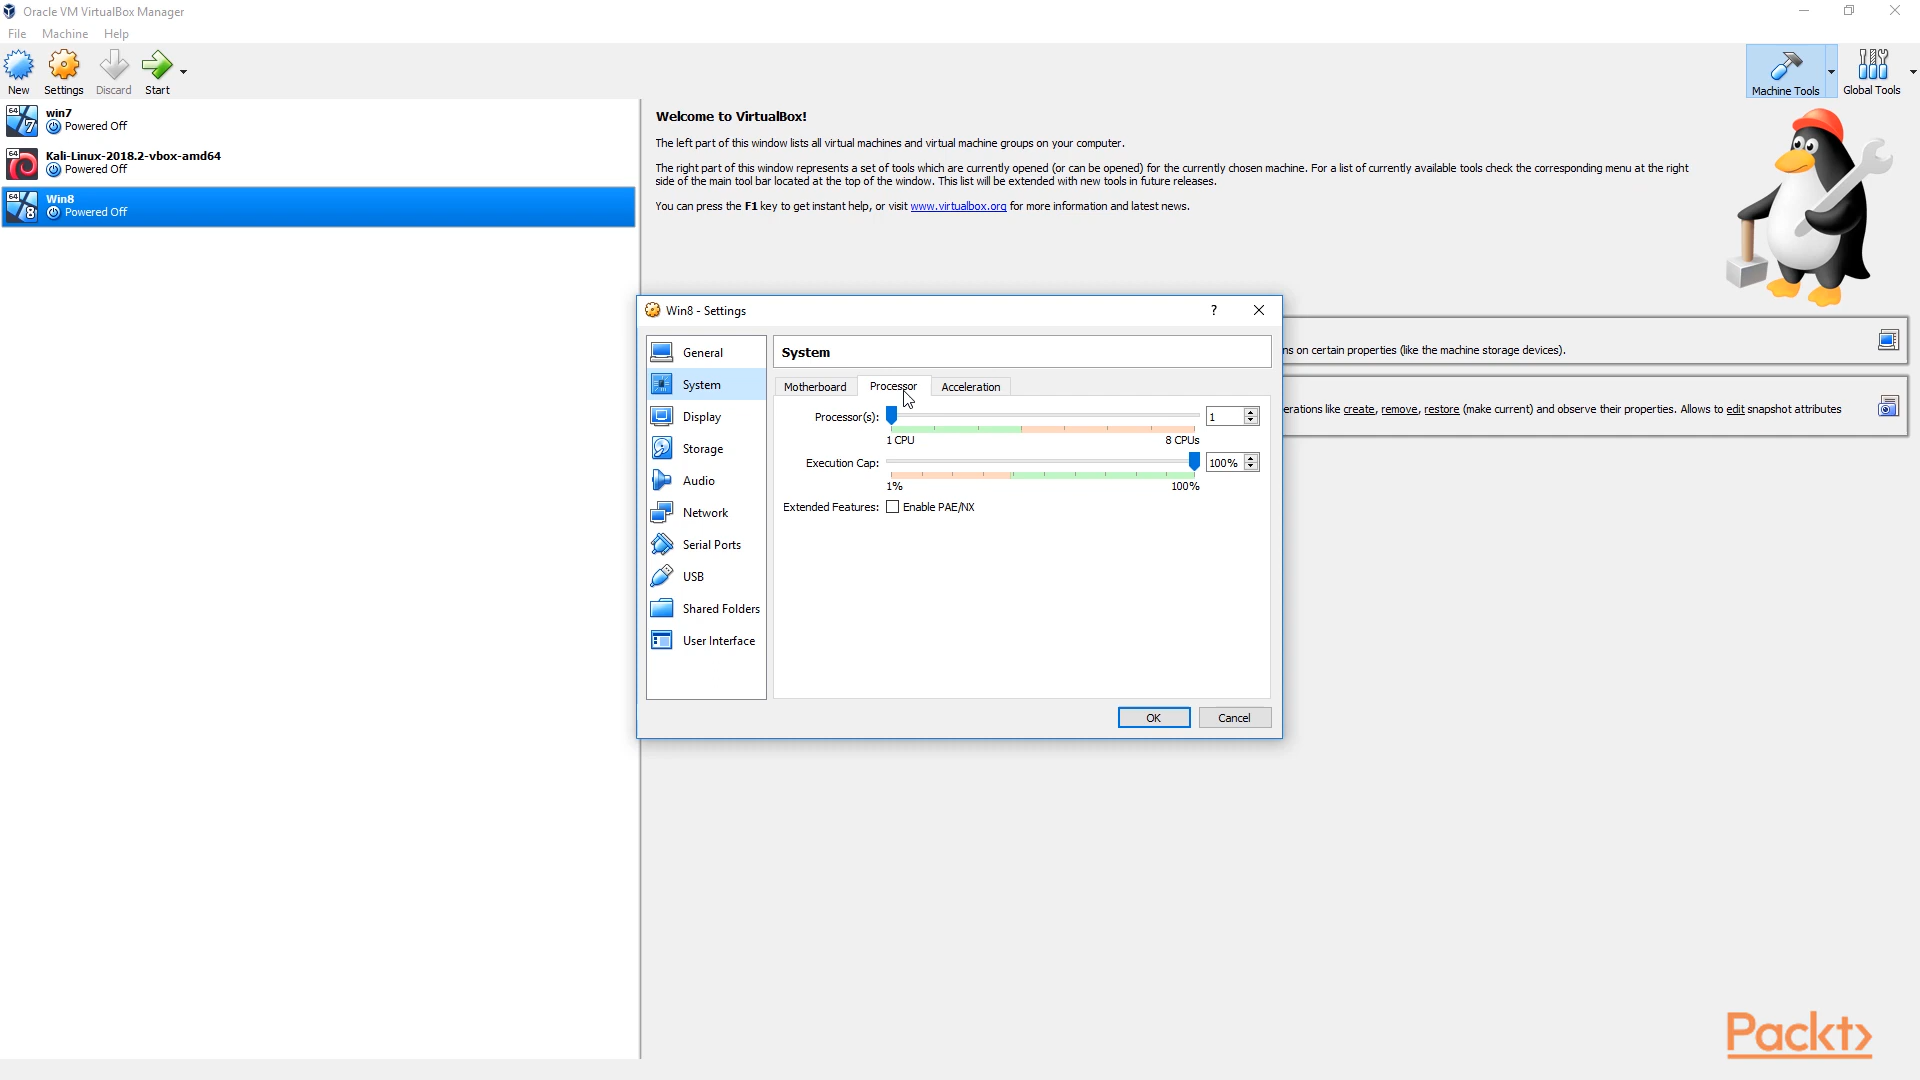 Oracle VM VirtualBox Manager
File Machine Help
New Settings Discard Start
Machine Tools Global Tools
64
7
win7
Powered Off
64
Kali-Linux-2018.2-vbox-amd64
Powered Off
64
8
Win8
Powered Off
Welcome to VirtualBox!
The left part of this window lists all virtual machines and virtual machine groups on your computer.
The right part of this window represents a set of tools which are currently opened (or can be opened) for the currently chosen machine. For a list of currently available tools check the corresponding menu at the right
side of the main tool bar located at the top of the window. This list will be extended with new tools in future releases.
You can press the F1 key to get instant help, or visit www.virtualbox.org for more information and latest news.
ns on certain properties (like the machine storage devices).
erations like create, remove, restore (make current) and observe their properties. Allows to edit snapshot attributes
Win8 - Settings
?
General
System
Display
Storage
Audio
Network
Serial Ports
USB
Shared Folders
User Interface
System
Motherboard Processor Acceleration
Processor(s): 1
1 CPU 8 CPUs
Execution Cap: 100%
1% 100%
Extended Features: Enable PAE/NX
OK Cancel
Packt